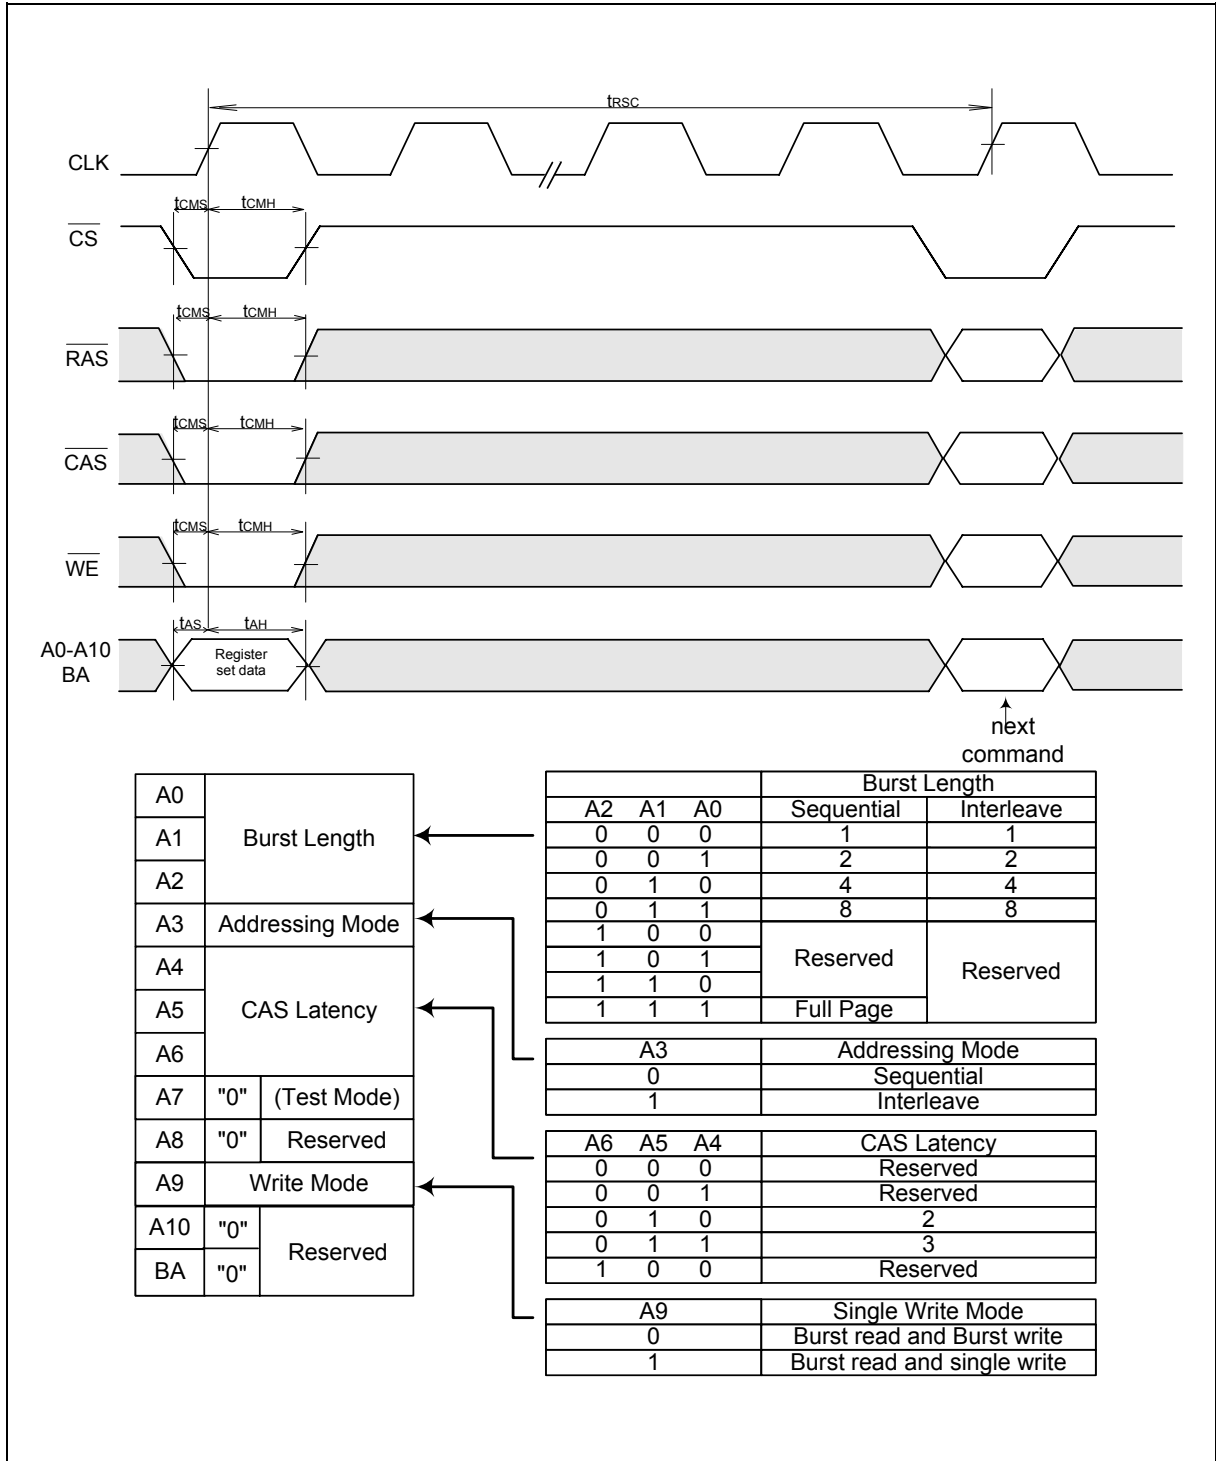 tRSC
CLK
tCMS tCMH
CS
tCMS tCMH
RAS
tCMS tCMH
CAS
tCMS tCMH
WE
tAS tAH
A0-A10
BA
Register
set data
next
command
A0
A1 Burst Length
A2
A3 Addressing Mode
A4
A5 CAS Latency
A6
A7 "0" (Test Mode)
A8 "0" Reserved
A9 Write Mode
A10 "0"
Reserved
BA "0"
Burst Length
A2 A1 A0 Sequential Interleave
0 0 0 1 1
0 0 1 2 2
0 1 0 4 4
0 1 1 8 8
1 0 0
1 0 1 Reserved
Reserved
1 1 0
1 1 1 Full Page
A3 Addressing Mode
0 Sequential
1 Interleave
A6 A5 A4 CAS Latency
0 0 0 Reserved
0 0 1 Reserved
0 1 0 2
0 1 1 3
1 0 0 Reserved
A9 Single Write Mode
0 Burst read and Burst write
1 Burst read and single write